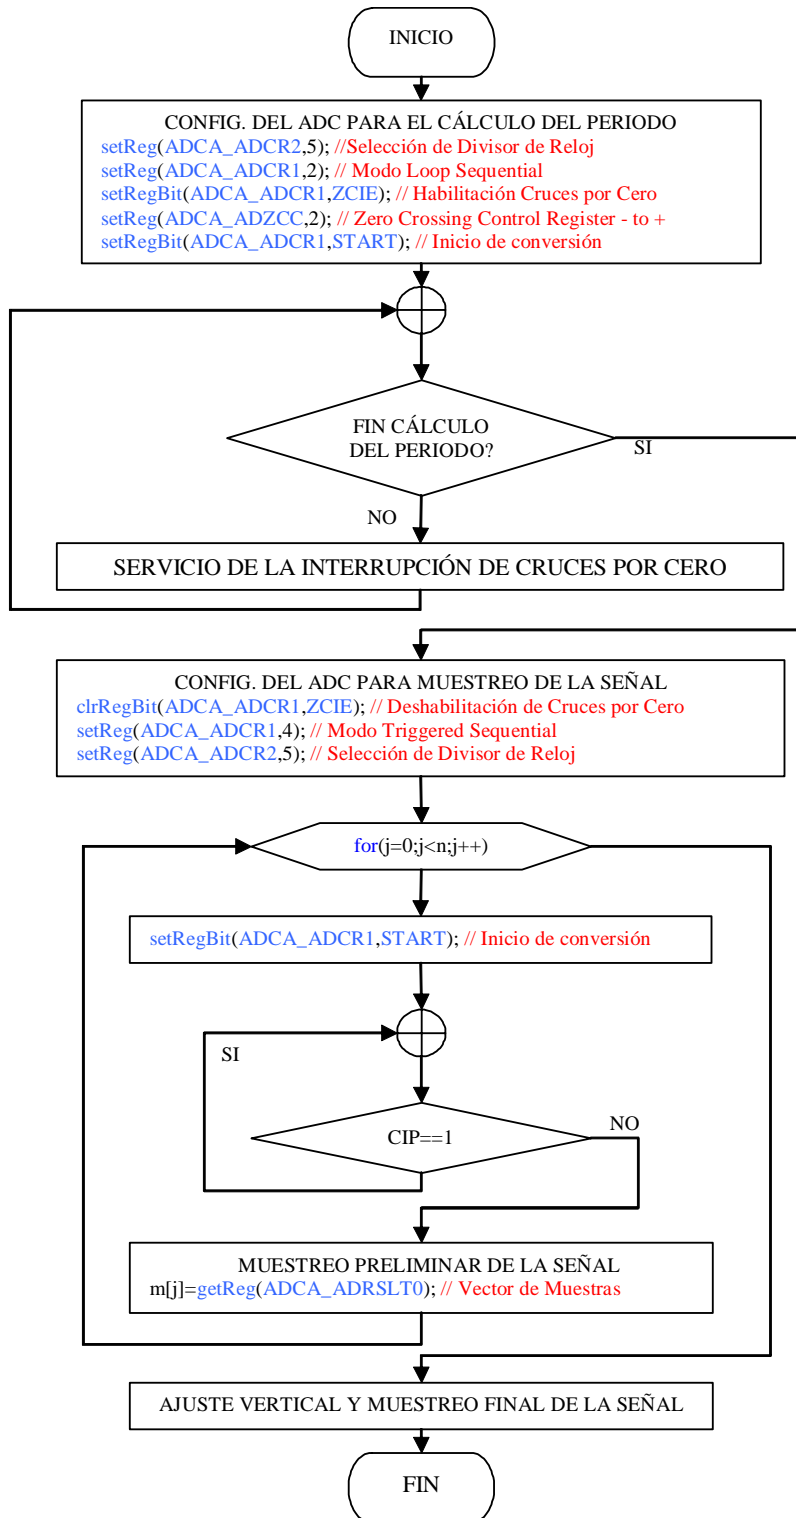 INICIO
CONFIG. DEL ADC PARA EL CÁLCULO DEL PERIODO
setReg(ADCA_ADCR2,5); //Selección de Divisor de Reloj
setReg(ADCA_ADCR1,2); // Modo Loop Sequential
setRegBit(ADCA_ADCR1,ZCIE); // Habilitación Cruces por Cero
setReg(ADCA_ADZCC,2); // Zero Crossing Control Register - to +
setRegBit(ADCA_ADCR1,START); // Inicio de conversión
FIN CÁLCULO
DEL PERIODO?
SI
NO
SERVICIO DE LA INTERRUPCIÓN DE CRUCES POR CERO
CONFIG. DEL ADC PARA MUESTREO DE LA SEÑAL
clrRegBit(ADCA_ADCR1,ZCIE); // Deshabilitación de Cruces por Cero
setReg(ADCA_ADCR1,4); // Modo Triggered Sequential
setReg(ADCA_ADCR2,5); // Selección de Divisor de Reloj
for(j=0;j<n;j++)
setRegBit(ADCA_ADCR1,START); // Inicio de conversión
SI
CIP==1
NO
MUESTREO PRELIMINAR DE LA SEÑAL
m[j]=getReg(ADCA_ADRSLT0); // Vector de Muestras
AJUSTE VERTICAL Y MUESTREO FINAL DE LA SEÑAL
FIN